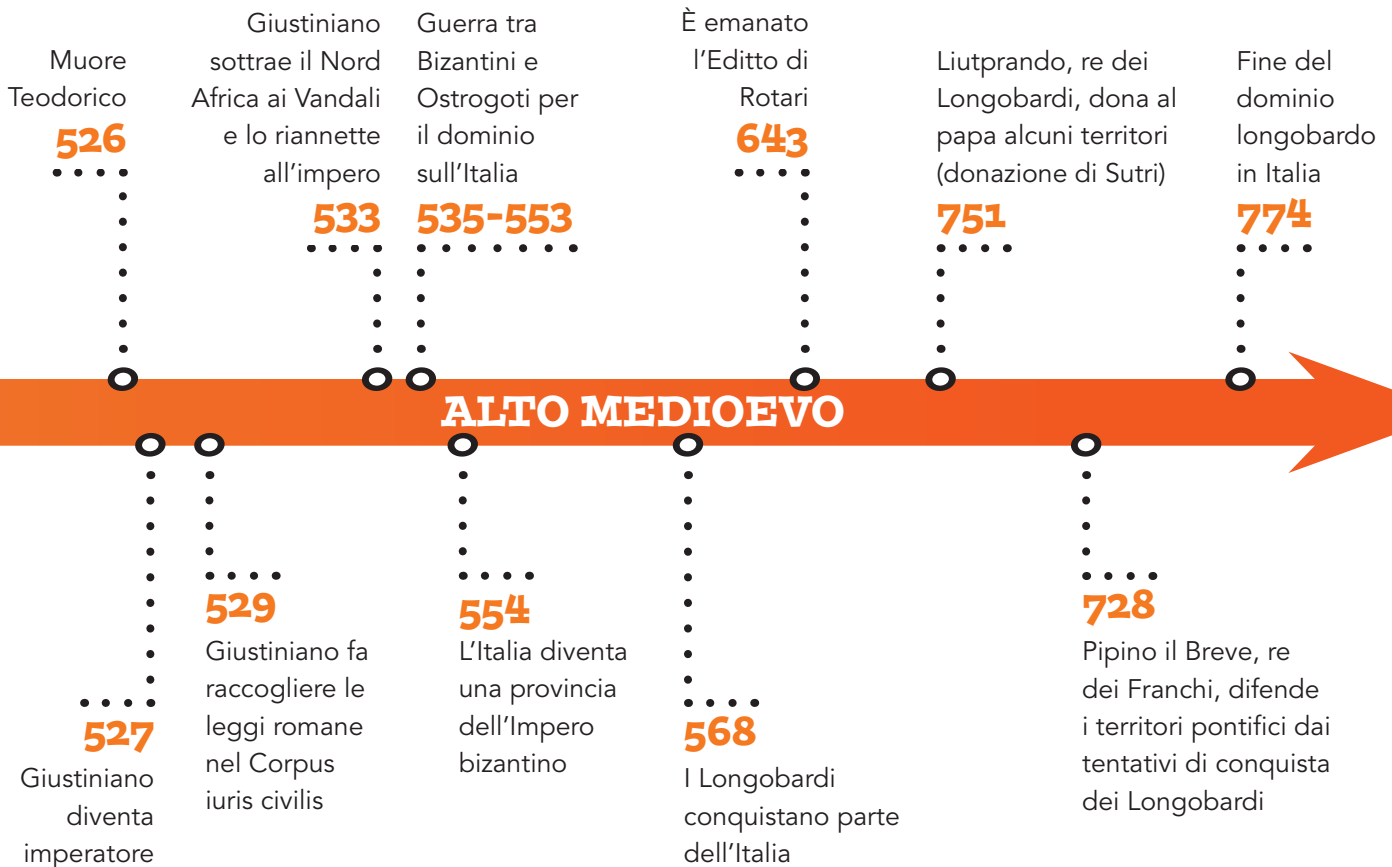 Muore
Teodorico
526
Giustiniano
sottrae il Nord
Africa ai Vandali
e lo riannette
all’impero
533
Guerra tra
Bizantini e
Ostrogoti per
il dominio
sull’Italia
535-553
È emanato
l’Editto di
Rotari
643
Liutprando, re dei
Longobardi, dona al
papa alcuni territori
(donazione di Sutri)
751
Fine del
dominio
longobardo
in Italia
774
ALTO MEDIOEVO
527
Giustiniano
diventa
imperatore
529
Giustiniano fa
raccogliere le
leggi romane
nel Corpus
iuris civilis
554
L’Italia diventa
una provincia
dell’Impero
bizantino
568
I Longobardi
conquistano parte
dell’Italia
728
Pipino il Breve, re
dei Franchi, difende
i territori pontifici dai
tentativi di conquista
dei Longobardi